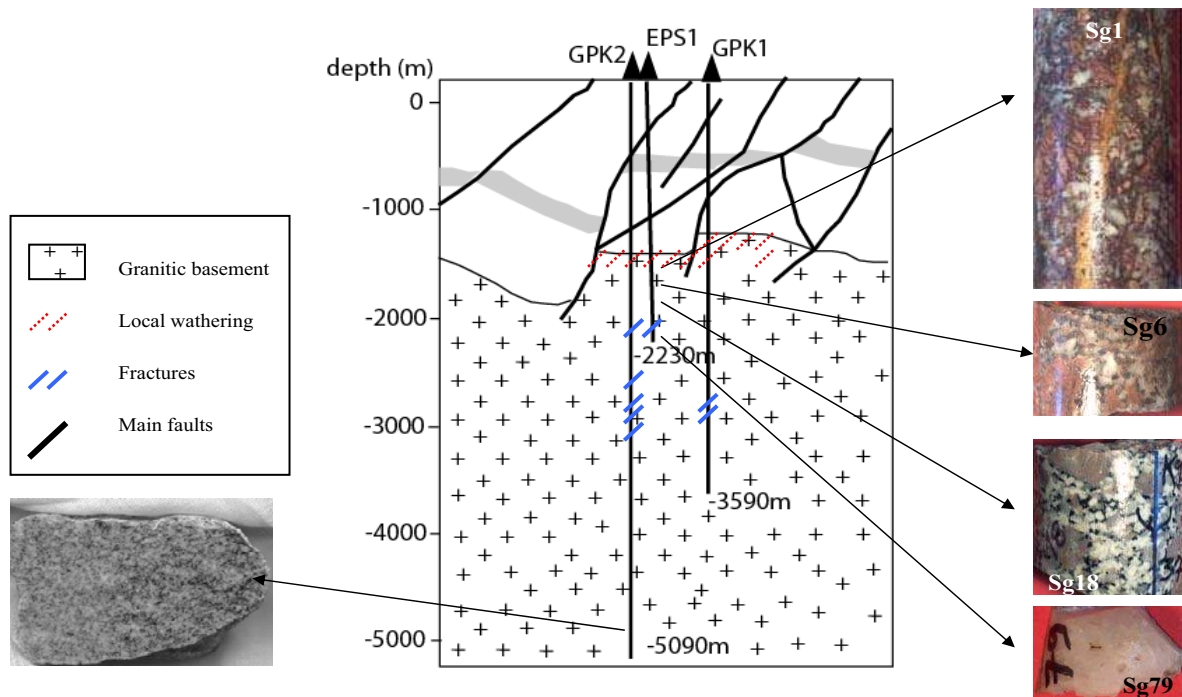 GPK2
EPS1
GPK1
depth (m)
0
-1000
-2000
-3000
-4000
-5000
-2230m
-3590m
-5090m
Granitic basement
Local wathering
Fractures
Main faults
Sg1
Sg6
Sg18
Sg79